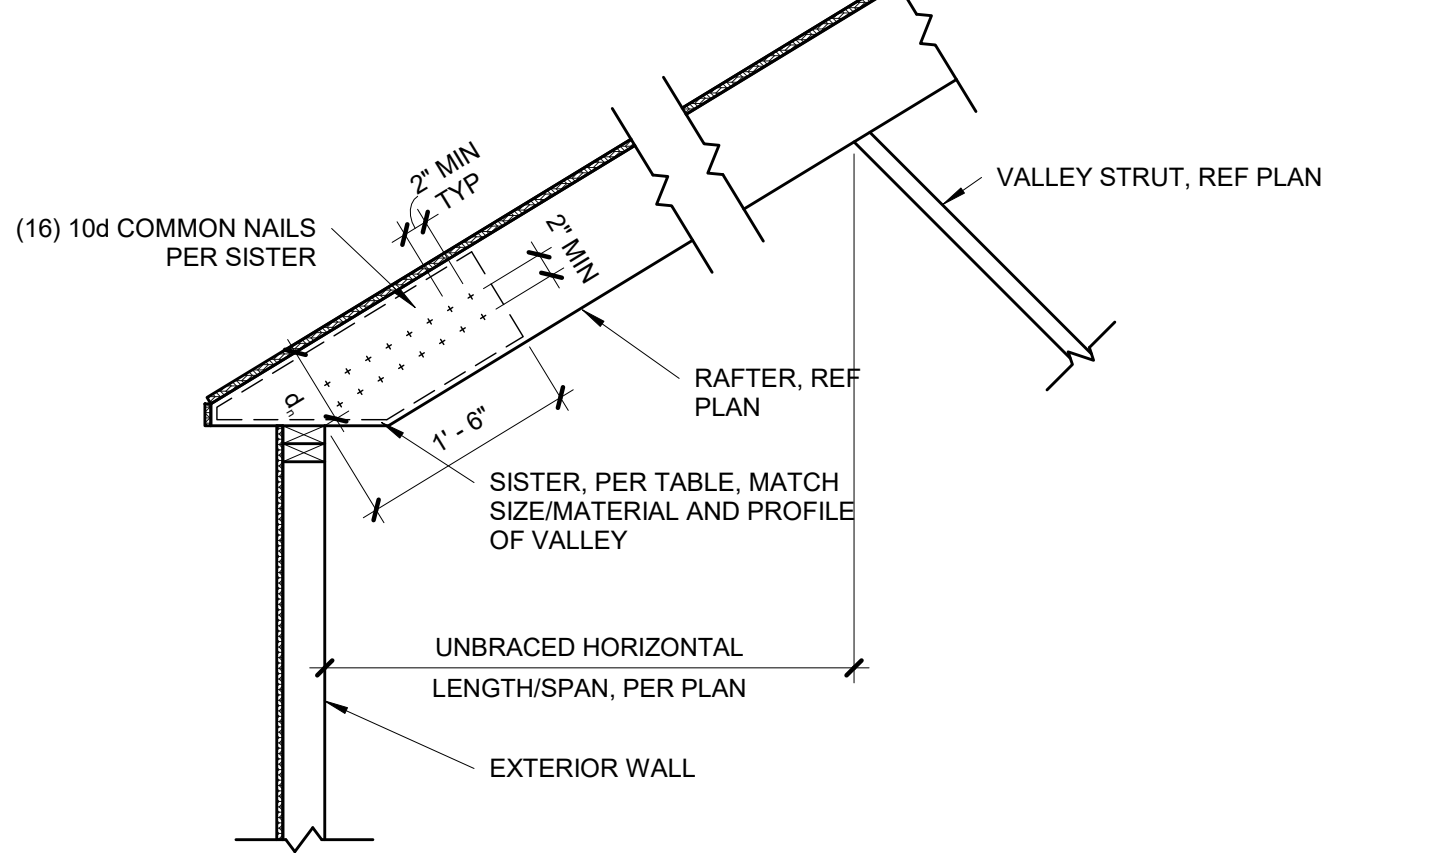 2" MIN
TYP
(16) 10d COMMON NAILS
PER SISTER
2" MIN
VALLEY STRUT, REF PLAN
dn
1' - 6"
RAFTER, REF
PLAN
SISTER, PER TABLE, MATCH
SIZE/MATERIAL AND PROFILE
OF VALLEY
UNBRACED HORIZONTAL
LENGTH/SPAN, PER PLAN
EXTERIOR WALL